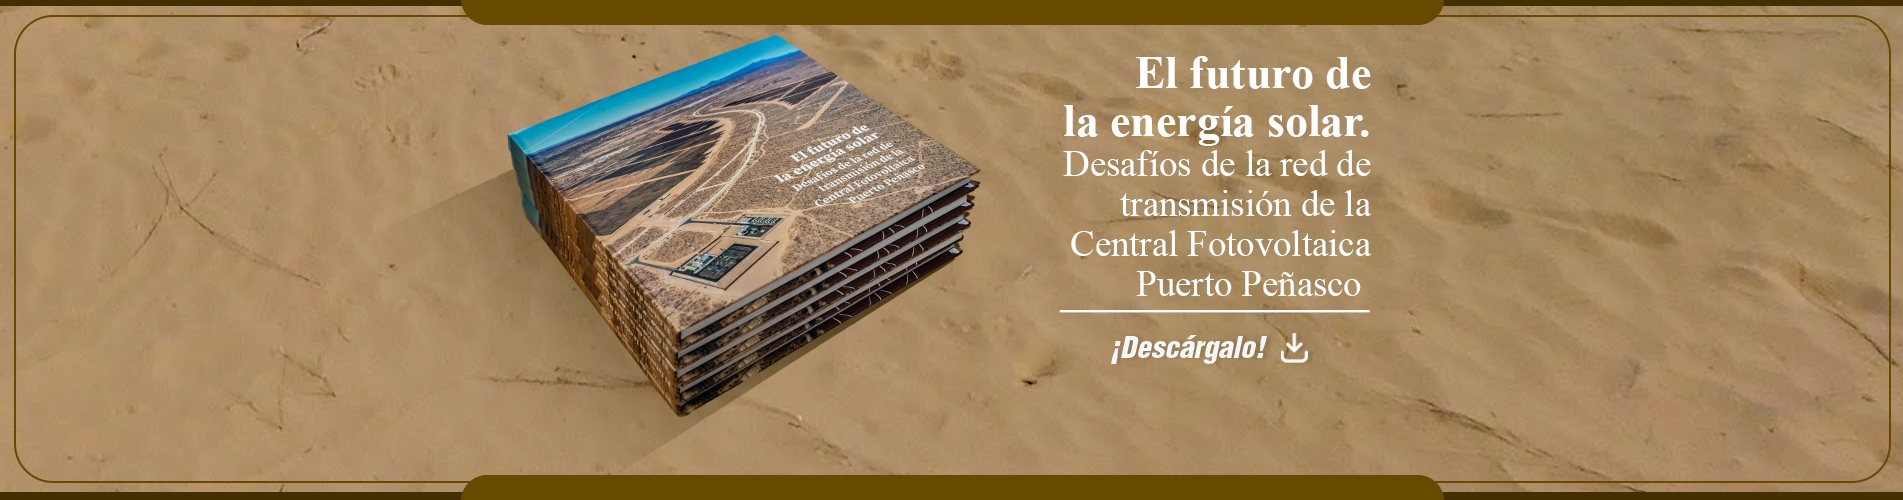 El futuro de
la energía solar
Desafíos de la red de
transmisión de la
Central Fotovoltaica
Puerto Peñasco
El futuro de
la energía solar.
Desafíos de la red de
transmisión de la
Central Fotovoltaica
Puerto Peñasco
¡Descárgalo!